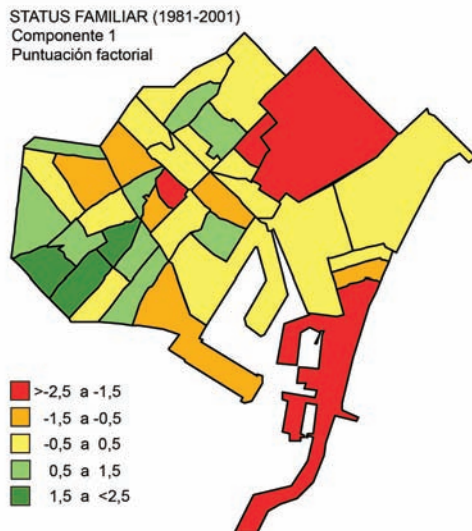 STATUS FAMILIAR (1981-2001)
Componente 1
Puntuación factorial
>-2,5 a -1,5
-1,5 a -0,5
-0,5 a 0,5
0,5 a 1,5
1,5 a <2,5